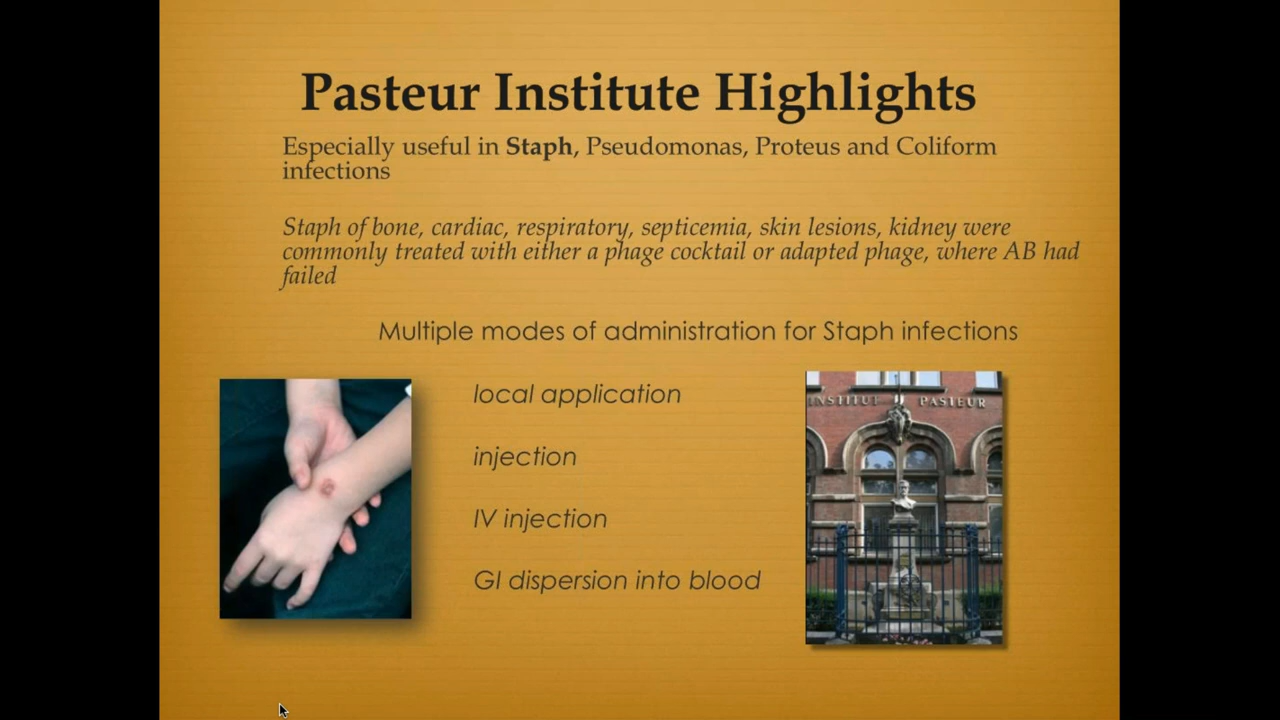 Pasteur Institute Highlights
Especially useful in Staph, Pseudomonas, Proteus and Coliform
infections
Staph of bone, cardiac, respiratory, septicemia, skin lesions, kidney were
commonly treated with either a phage cocktail or adapted phage, where AB had
failed
Multiple modes of administration for Staph infections
local application
injection
IV injection
GI dispersion into blood
INSTITUT PASTEUR